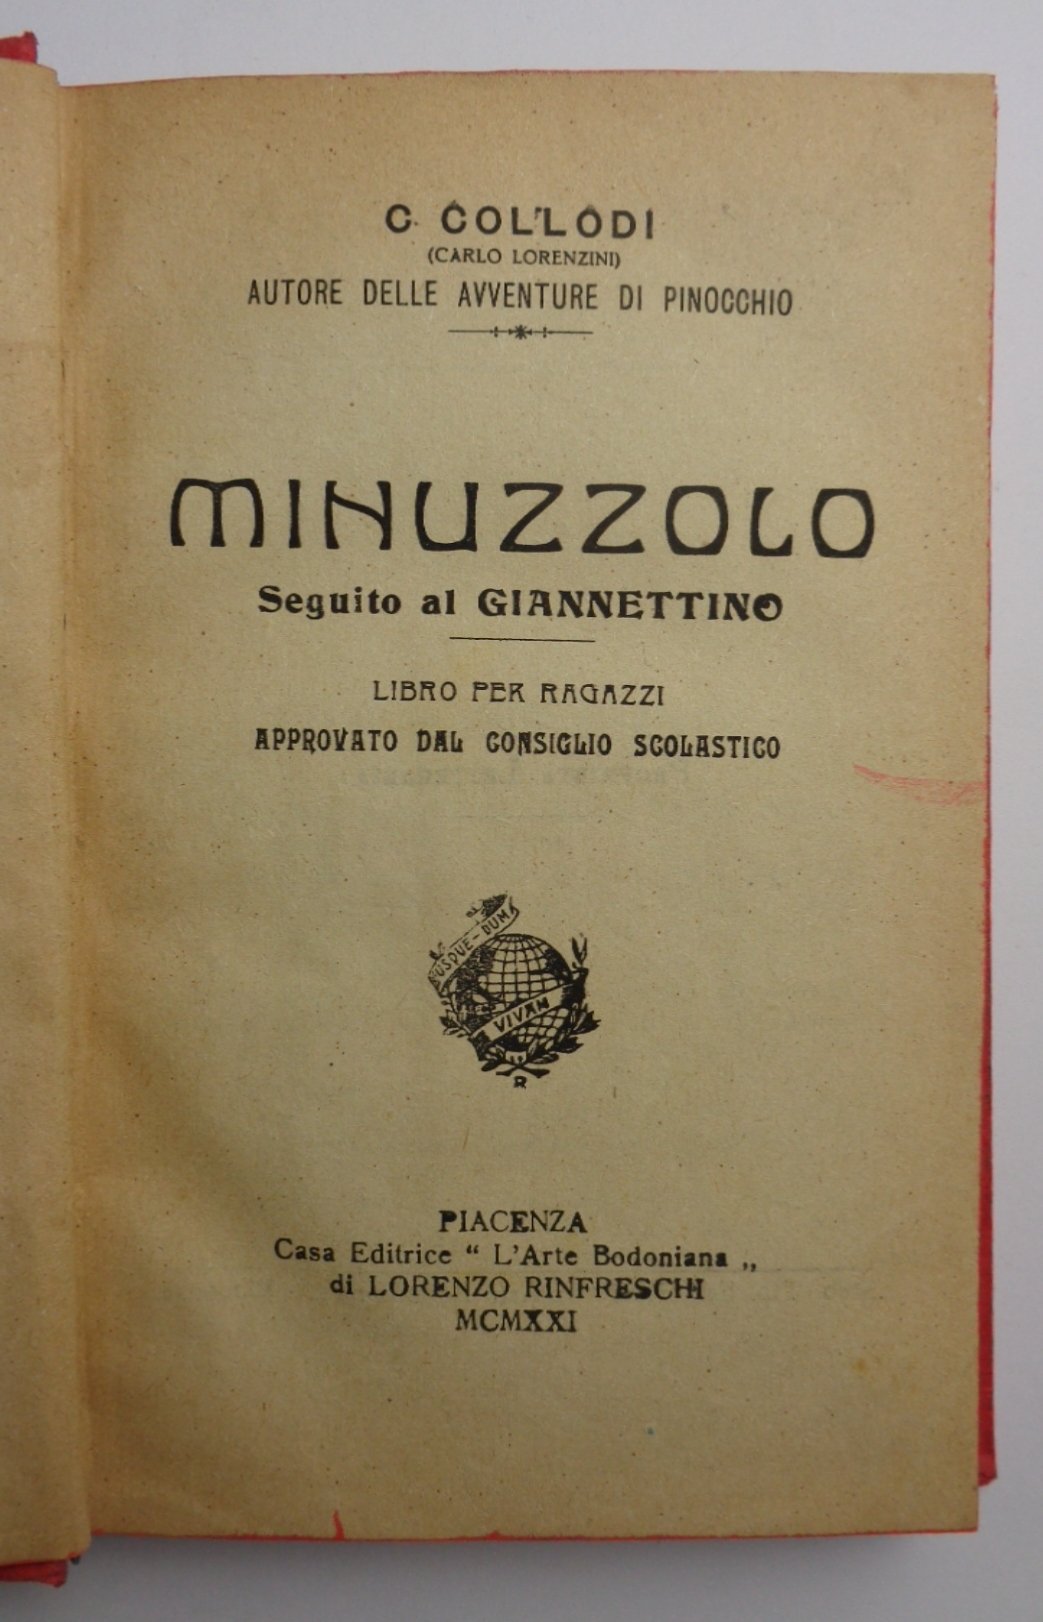 C. COLLODI
(CARLO LORENZINI)
AUTORE DELLE AVVENTURE DI PINOCCHIO
MINUZZOLO
Seguito al GIANNETTINO
LIBRO PER RAGAZZI
APPROVATO DAL CONSIGLIO SCOLASTICO
USQUE-DUM
VIVAM
R
PIACENZA
Casa Editrice “ L'Arte Bodoniana „
di LORENZO RINFRESCHI
MCMXXI